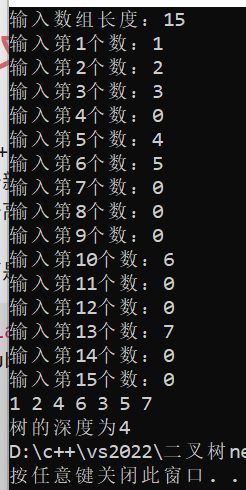 输入数组长度：15
输入第1个数：1
输入第2个数：2
输入第3个数：3
输入第4个数：0
输入第5个数：4
输入第6个数：5
输入第7个数：0
输入第8个数：0
输入第9个数：0
输入第10个数：6
输入第11个数：0
输入第12个数：0
输入第13个数：7
输入第14个数：0
输入第15个数：0
1 2 4 6 3 5 7
树的深度为4
D:\c++\vs2022\二叉树ne
按任意键关闭此窗口. . .